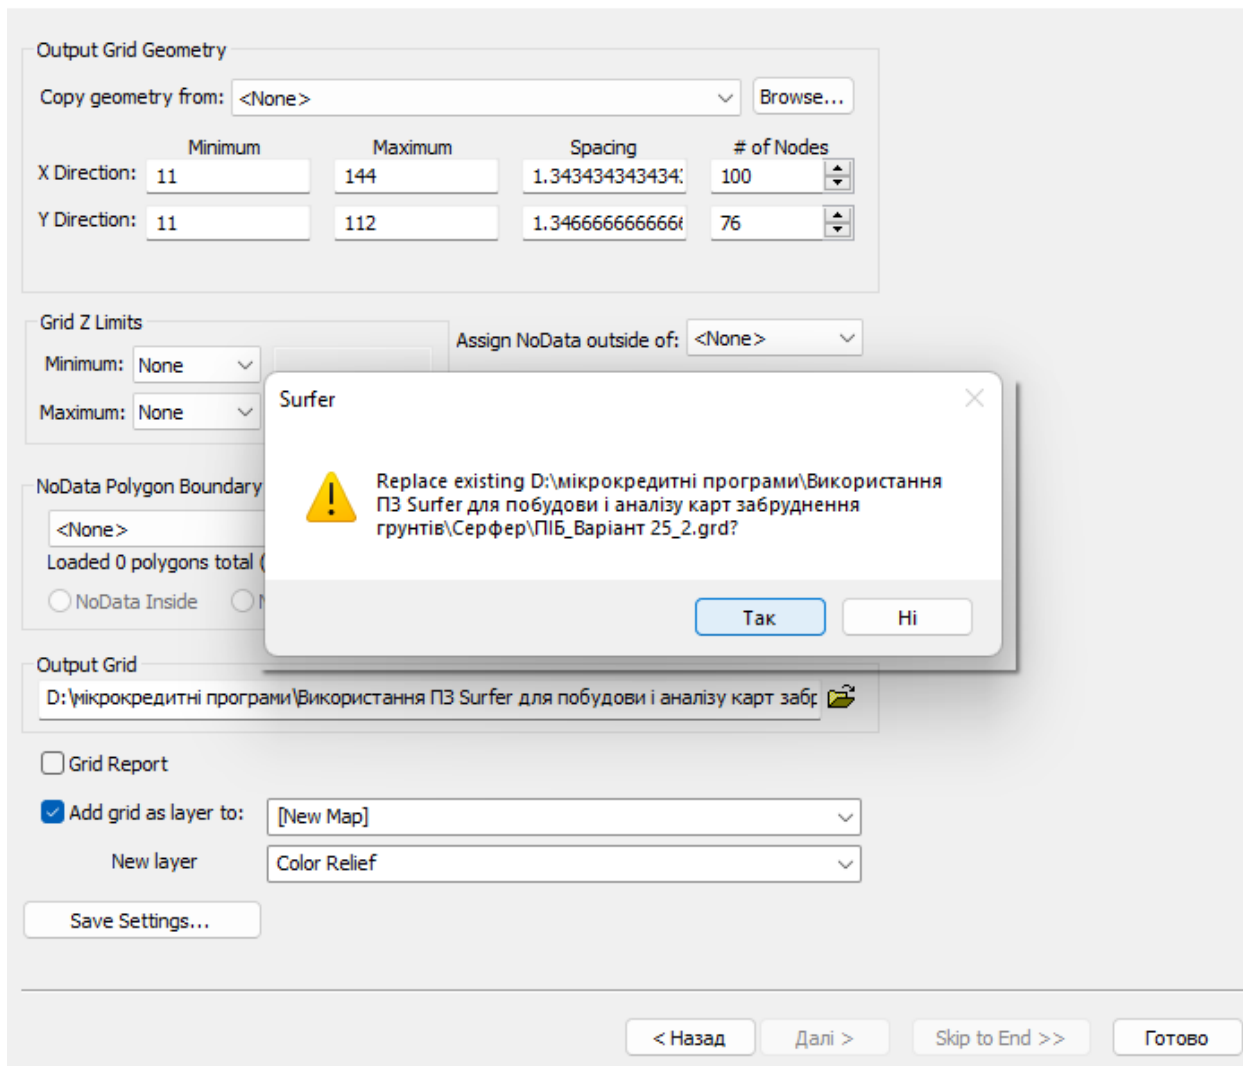 Output Grid Geometry
Copy geometry from: <None> Browse...
Minimum Maximum Spacing # of Nodes
X Direction: 11 144 1.343434343434: 100
Y Direction: 11 112 1.3466666666666 76
Grid Z Limits
Assign NoData outside of: <None>
Minimum: None
Maximum: None
Surfer
Replace existing D:\мікрокредитні програми\Використання
ПЗ Surfer для побудови і аналізу карт забруднення
грунтів\Серфер\ПІБ_Варіант 25_2.grd?
Так Ні
NoData Polygon Boundary
<None>
Loaded 0 polygons total (
NoData Inside
Output Grid
D:\мікрокредитні програми\Використання ПЗ Surfer для побудови і аналізу карт забр
Grid Report
Add grid as layer to: [New Map]
New layer Color Relief
Save Settings...
< Назад Далі > Skip to End >> Готово